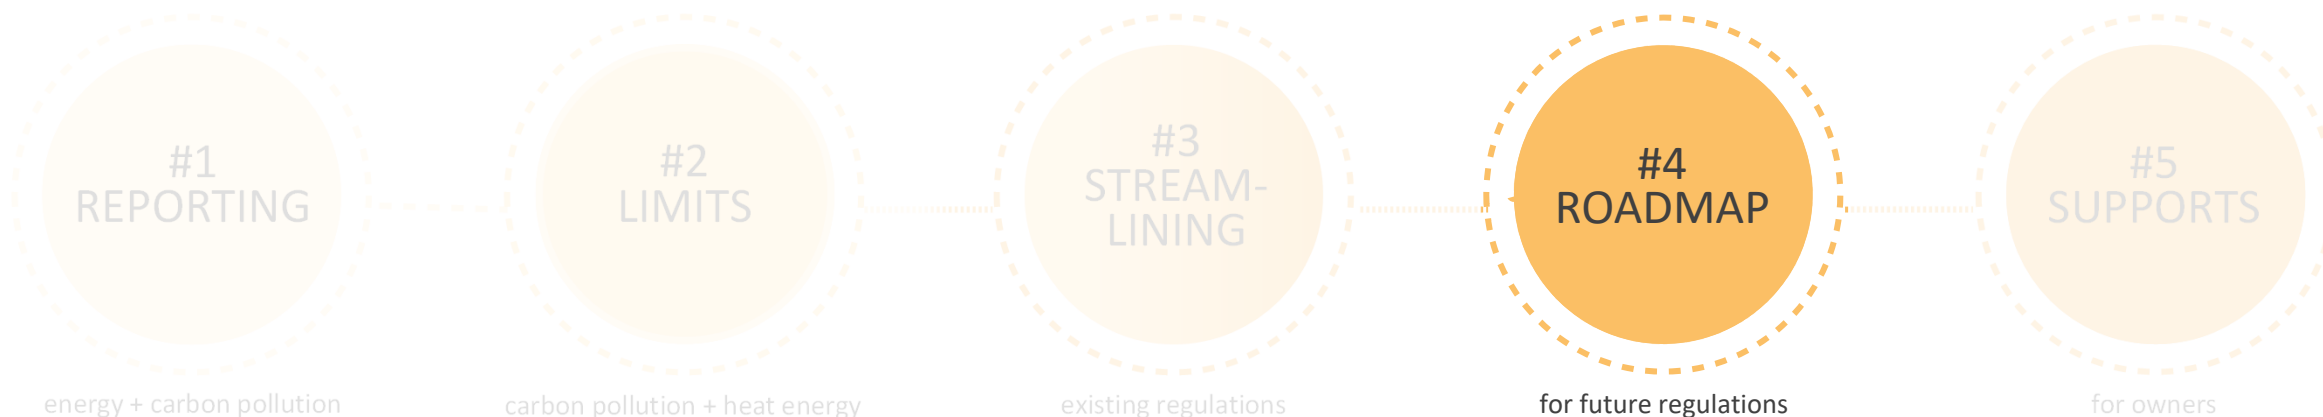 #1
REPORTING
energy + carbon pollution
#2
LIMITS
carbon pollution + heat energy
#3
STREAM-
LINING
existing regulations
#4
ROADMAP
for future regulations
#5
SUPPORTS
for owners